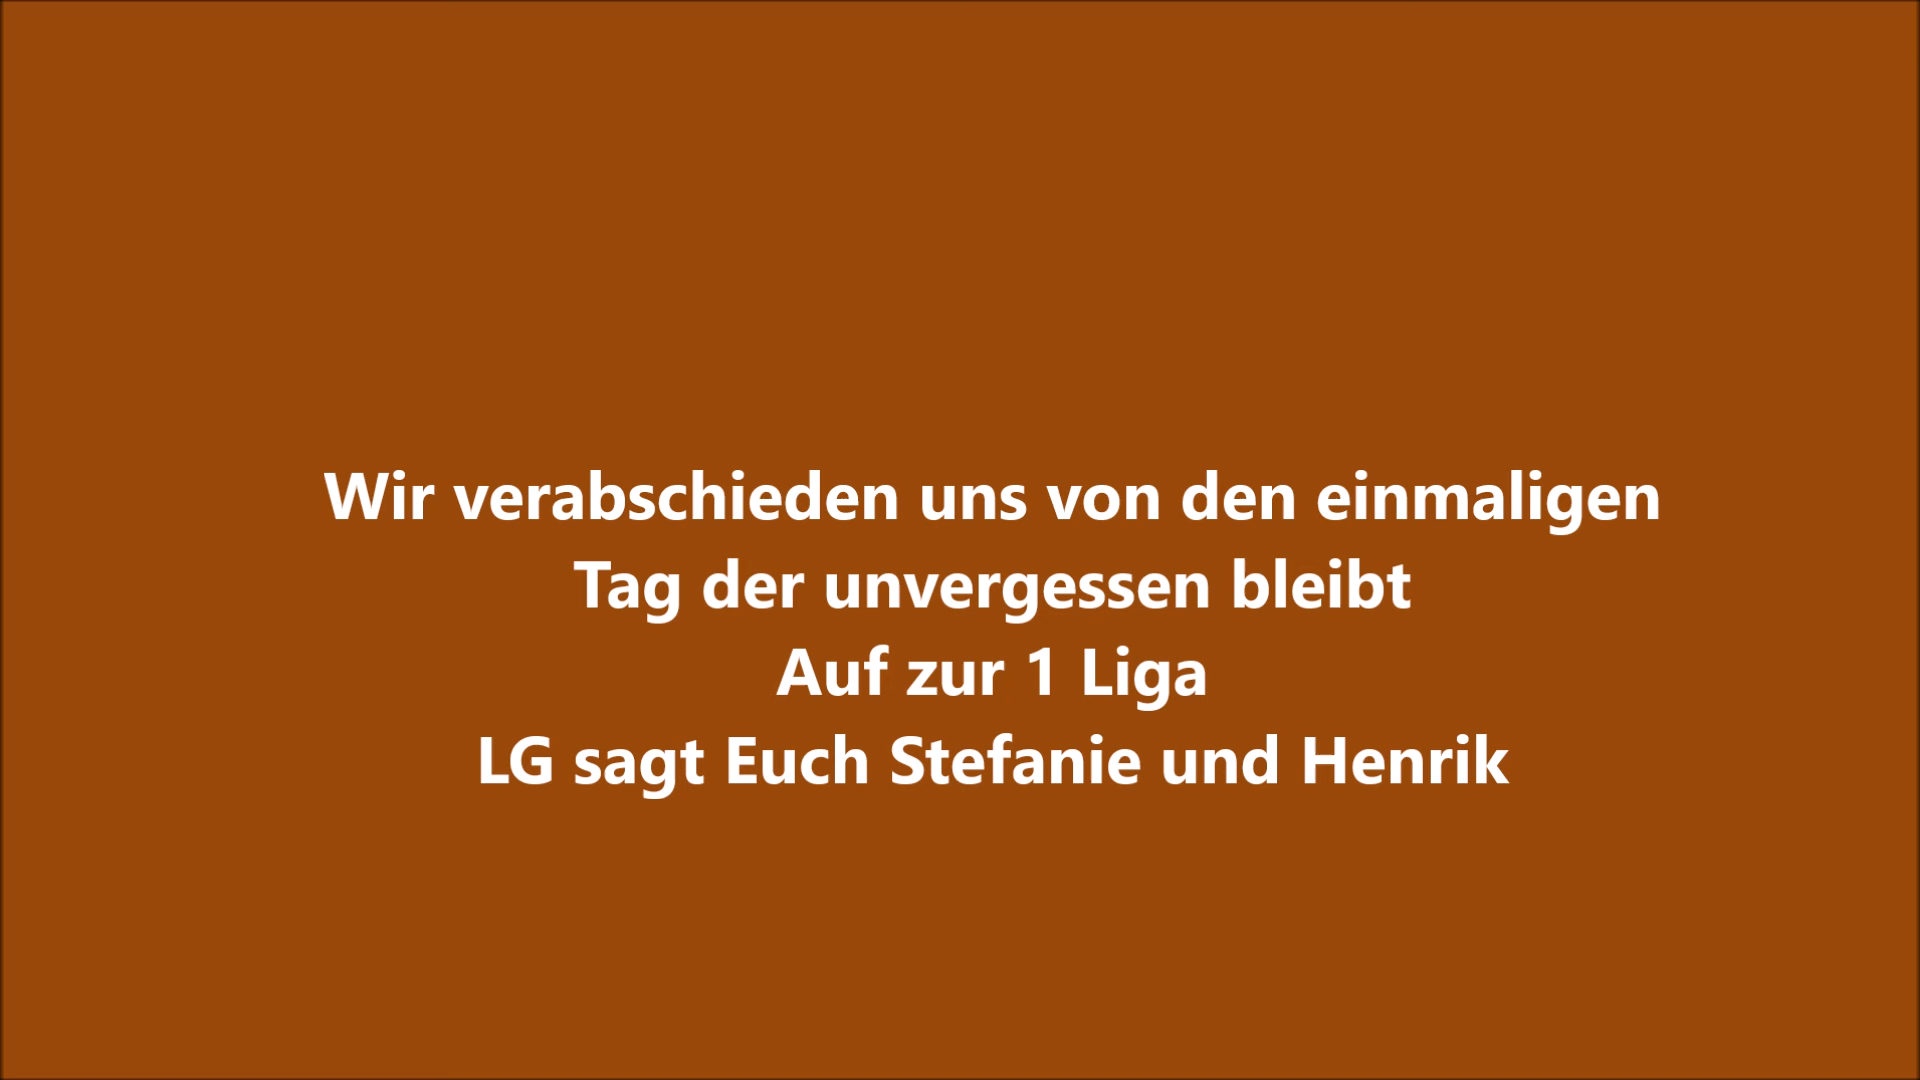 Wir verabschieden uns von den einmaligen
Tag der unvergessen bleibt
Auf zur 1 Liga
LG sagt Euch Stefanie und Henrik